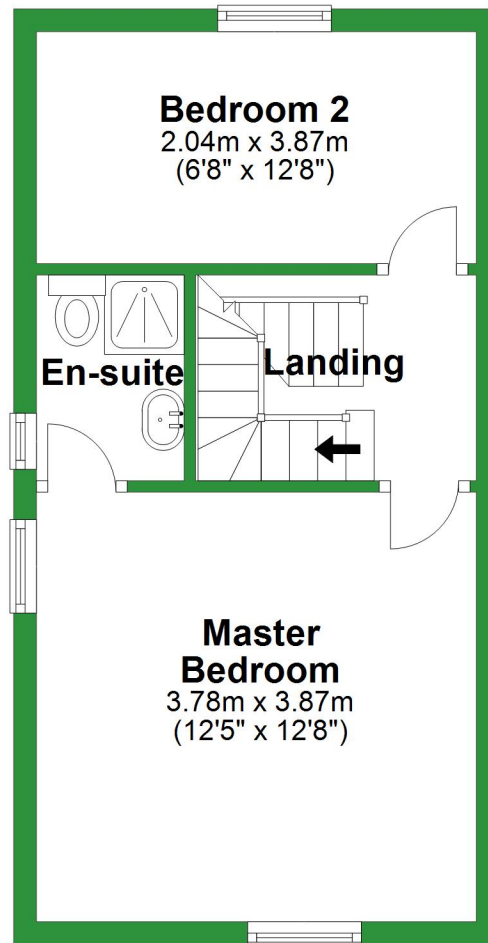 Bedroom 2
2.04m x 3.87m
(6'8" x 12'8")
En-suite
Landing
Master
Bedroom
3.78m x 3.87m
(12'5" x 12'8")